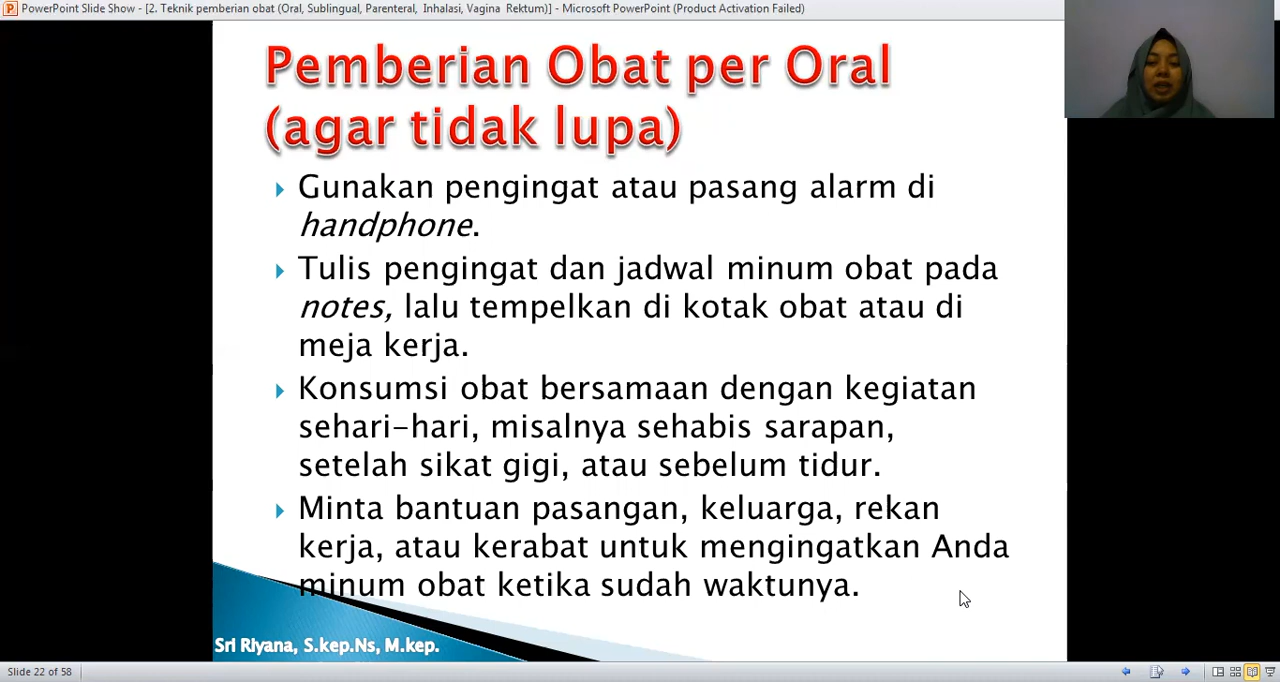 PowerPoint Slide Show - [2. Teknik pemberian obat (Oral, Sublingual, Parenteral, Inhalasi, Vagina Rektum)] - Microsoft PowerPoint (Product Activation Failed)
Pemberian Obat per Oral
(agar tidak lupa)
Gunakan pengingat atau pasang alarm di
handphone.
Tulis pengingat dan jadwal minum obat pada
notes, lalu tempelkan di kotak obat atau di
meja kerja.
Konsumsi obat bersamaan dengan kegiatan
sehari-hari, misalnya sehabis sarapan,
setelah sikat gigi, atau sebelum tidur.
Minta bantuan pasangan, keluarga, rekan
kerja, atau kerabat untuk mengingatkan Anda
minum obat ketika sudah waktunya.
Sri Riyana, S.kep.Ns, M.kep.
Slide 22 of 58